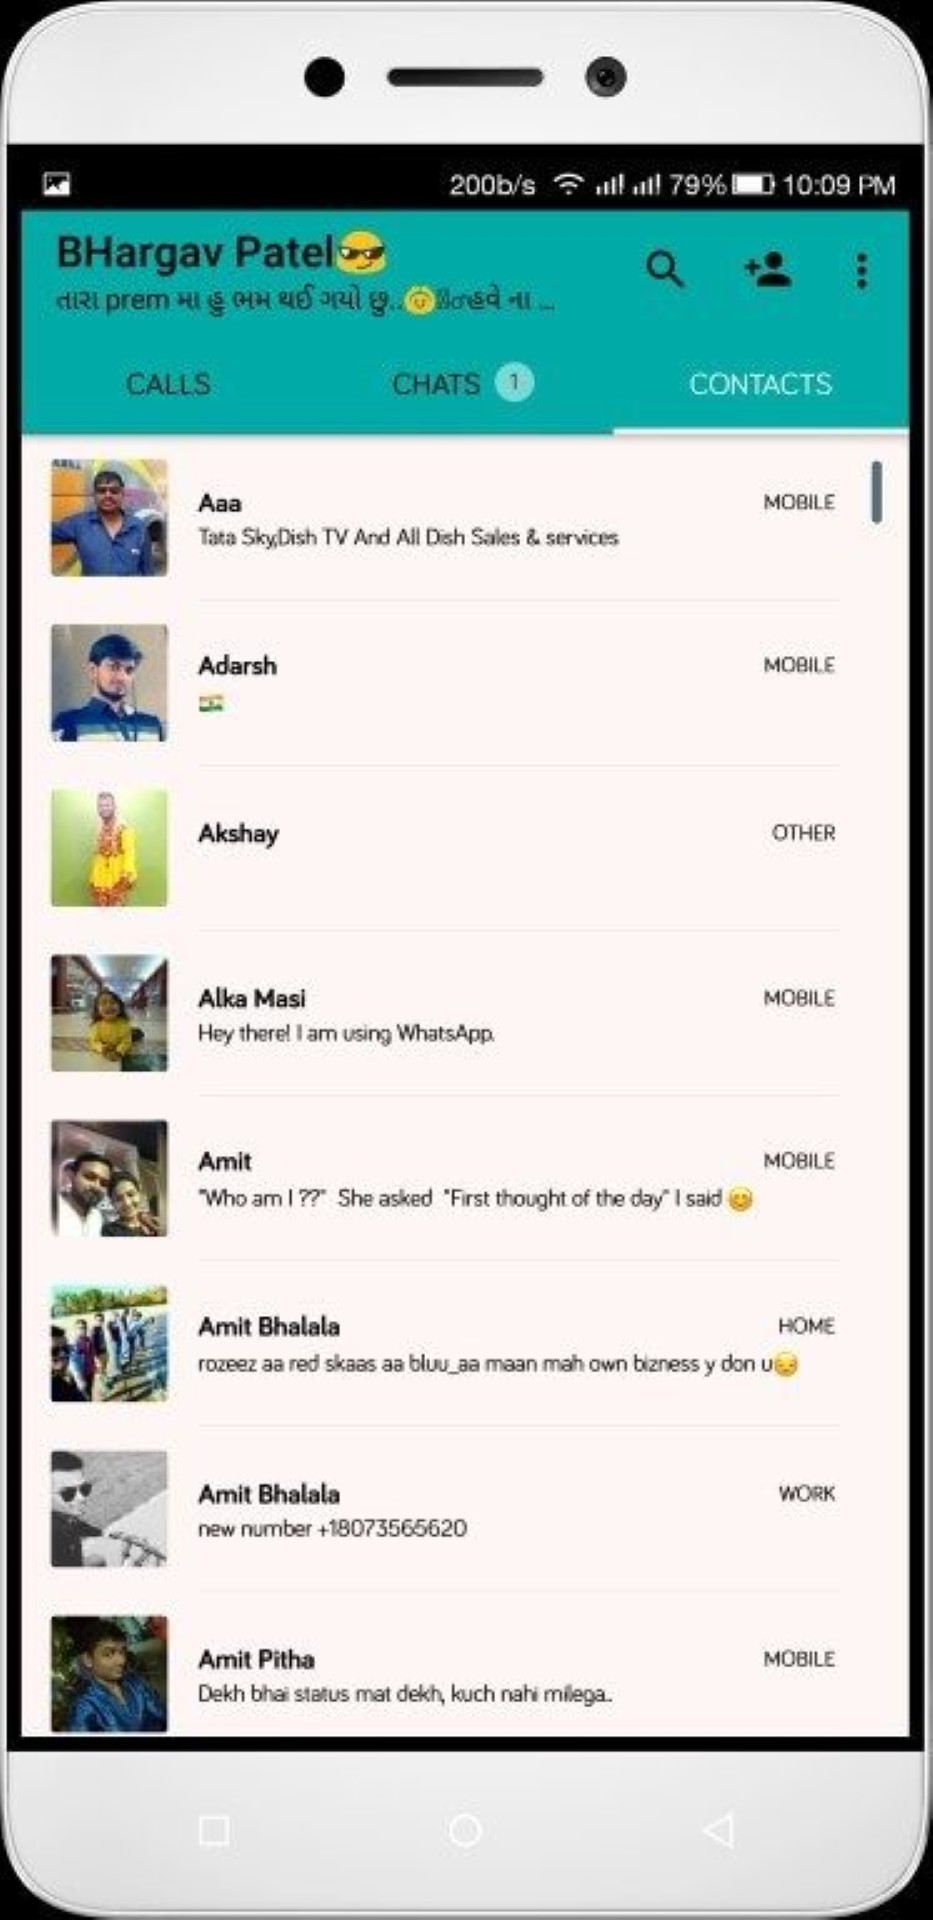 200b/s 79% 10:09 PM
BHargav Patel😎
તારા prem મા હુ ભમ થઈ ગયો છુ..હવે ના ...
CALLS CHATS 1 CONTACTS
Aaa MOBILE
Tata Sky,Dish TV And All Dish Sales & services
Adarsh MOBILE
🇮🇳
Akshay OTHER
Alka Masi MOBILE
Hey there! I am using WhatsApp.
Amit MOBILE
"Who am I ??" She asked "First thought of the day" I said 😊
Amit Bhalala HOME
rozeez aa red skaas aa bluu_aa maan mah own bizness y don u😔
Amit Bhalala WORK
new number +18073565620
Amit Pitha MOBILE
Dekh bhai status mat dekh, kuch nahi milega..